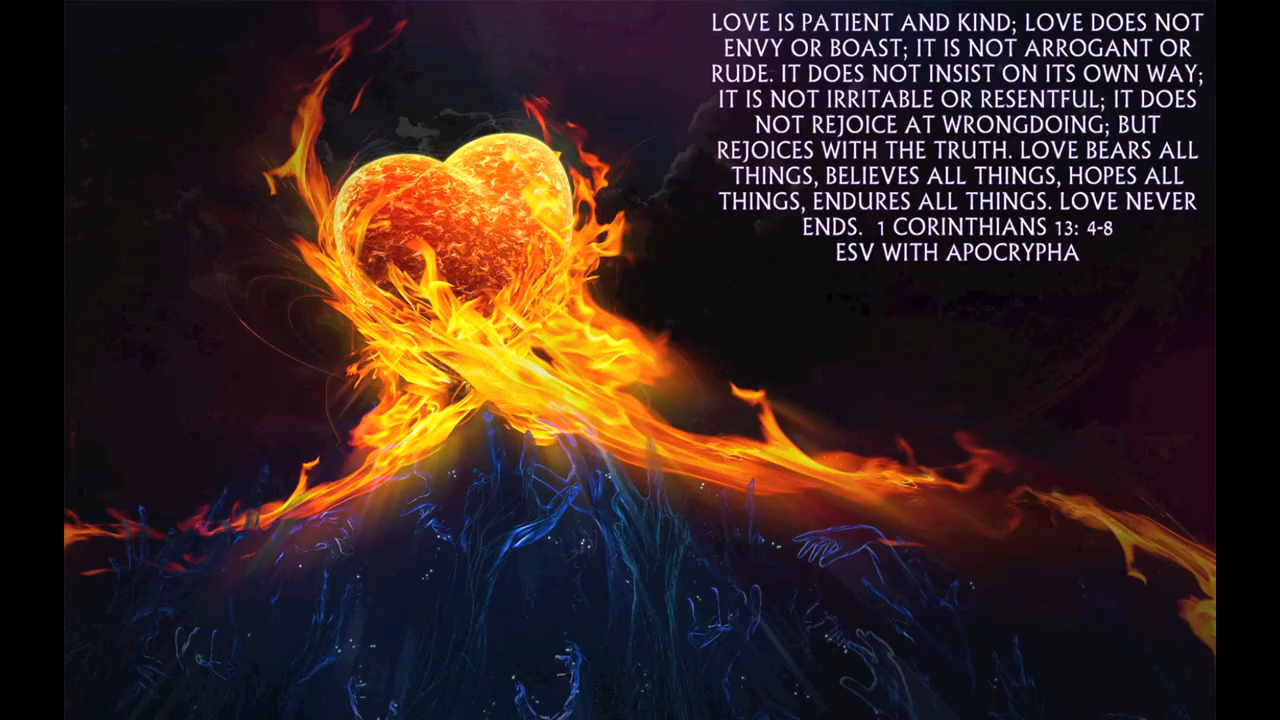 LOVE IS PATIENT AND KIND; LOVE DOES NOT
ENVY OR BOAST; IT IS NOT ARROGANT OR
RUDE. IT DOES NOT INSIST ON ITS OWN WAY;
IT IS NOT IRRITABLE OR RESENTFUL; IT DOES
NOT REJOICE AT WRONGDOING; BUT
REJOICES WITH THE TRUTH. LOVE BEARS ALL
THINGS, BELIEVES ALL THINGS, HOPES ALL
THINGS, ENDURES ALL THINGS. LOVE NEVER
ENDS. 1 CORINTHIANS 13: 4-8
ESV WITH APOCRYPHA